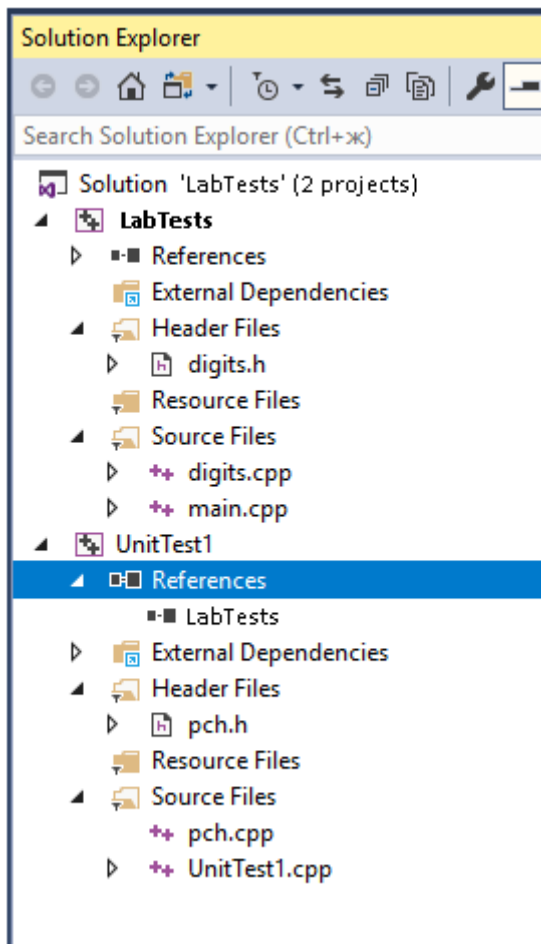 Solution Explorer
Search Solution Explorer (Ctrl+ж)
Solution 'LabTests' (2 projects)
LabTests
References
External Dependencies
Header Files
digits.h
Resource Files
Source Files
digits.cpp
main.cpp
UnitTest1
References
LabTests
External Dependencies
Header Files
pch.h
Resource Files
Source Files
pch.cpp
UnitTest1.cpp